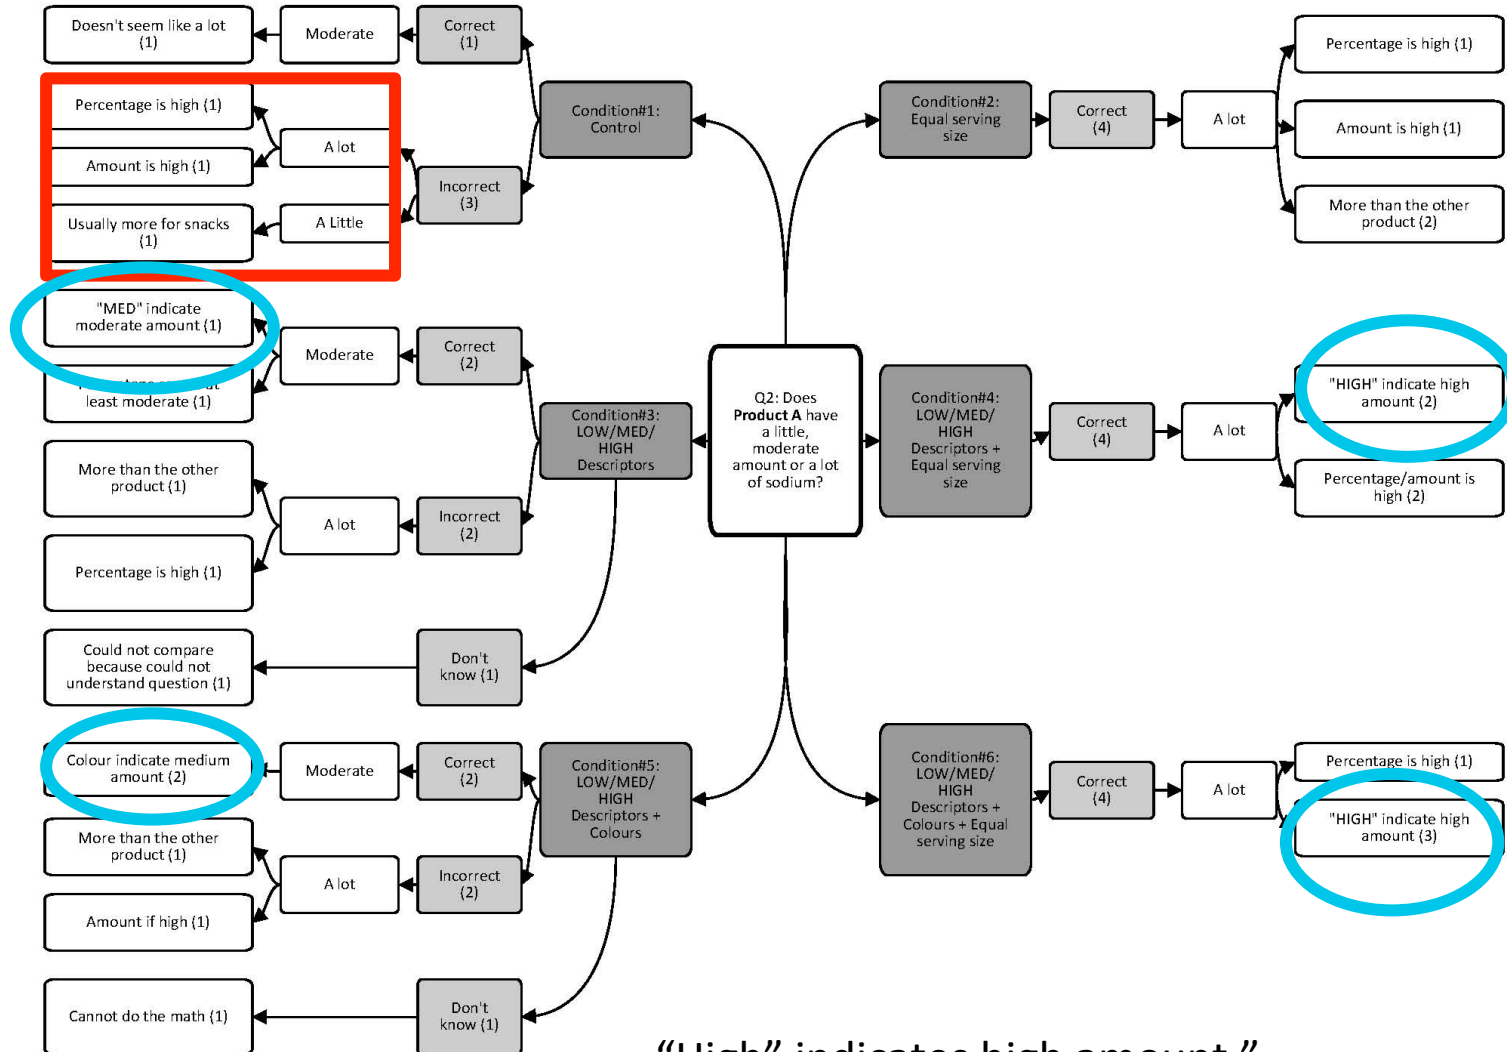 Doesn't seem like a lot
(1)
Moderate
Correct
(1)
Percentage is high (1)
Amount is high (1)
A lot
Usually more for snacks
(1)
A Little
Incorrect
(3)
Condition#1:
Control
"MED" indicate
moderate amount (1)
least moderate (1)
Moderate
Correct
(2)
More than the other
product (1)
Percentage is high (1)
A lot
Incorrect
(2)
Could not compare
because could not
understand question (1)
Don't
know (1)
Condition#3:
LOW/MED/
HIGH
Descriptors
Colour indicate medium
amount (2)
Moderate
Correct
(2)
More than the other
product (1)
Amount if high (1)
A lot
Incorrect
(2)
Cannot do the math (1)
Don't
know (1)
Condition#5:
LOW/MED/
HIGH
Descriptors +
Colours
Q2: Does
Product A have
a little,
moderate
amount or a lot
of sodium?
Condition#2:
Equal serving
size
Correct
(4)
A lot
Percentage is high (1)
Amount is high (1)
More than the other
product (2)
Condition#4:
LOW/MED/
HIGH
Descriptors +
Equal serving
size
Correct
(4)
A lot
"HIGH" indicate high
amount (2)
Percentage/amount is
high (2)
Condition#6:
LOW/MED/
HIGH
Descriptors +
Colours + Equal
serving size
Correct
(4)
A lot
Percentage is high (1)
"HIGH" indicate high
amount (3)
“High” indicates high amount.”